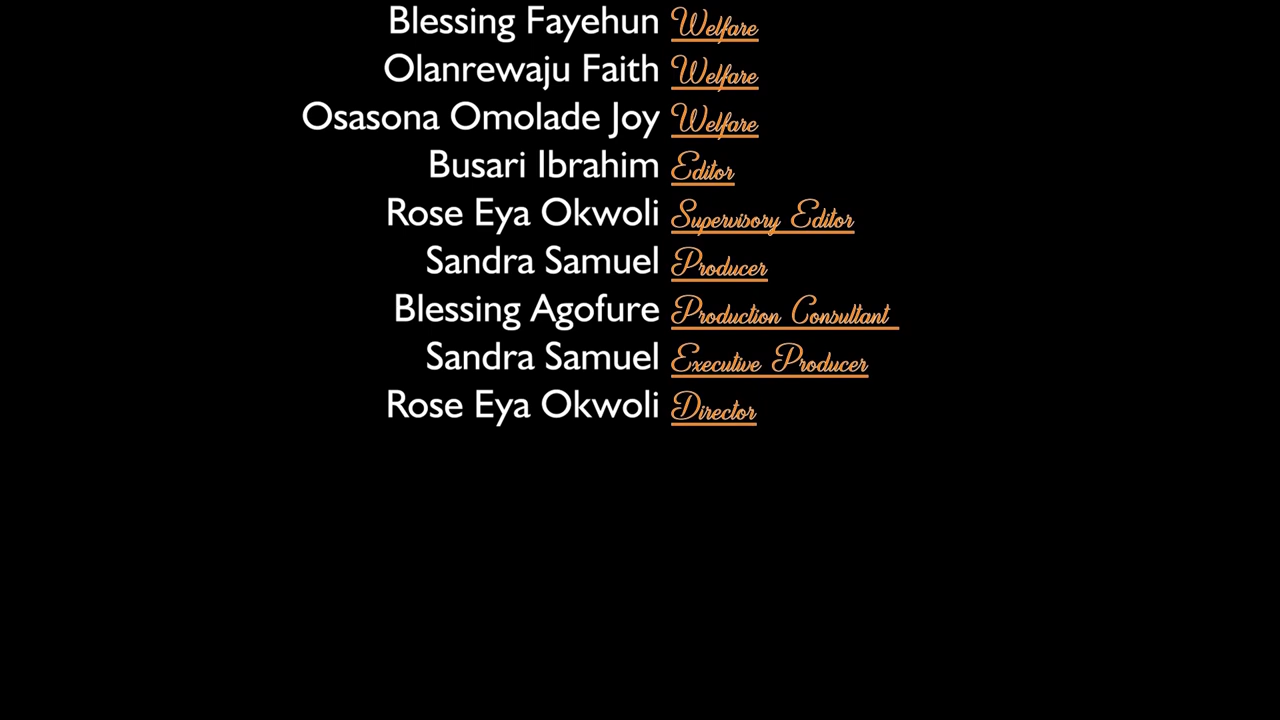 Blessing Fayehun Welfare
Olanrewaju Faith Welfare
Osasona Omolade Joy Welfare
Busari Ibrahim Editor
Rose Eya Okwoli Supervisory Editor
Sandra Samuel Producer
Blessing Agofure Production Consultant
Sandra Samuel Executive Producer
Rose Eya Okwoli Director